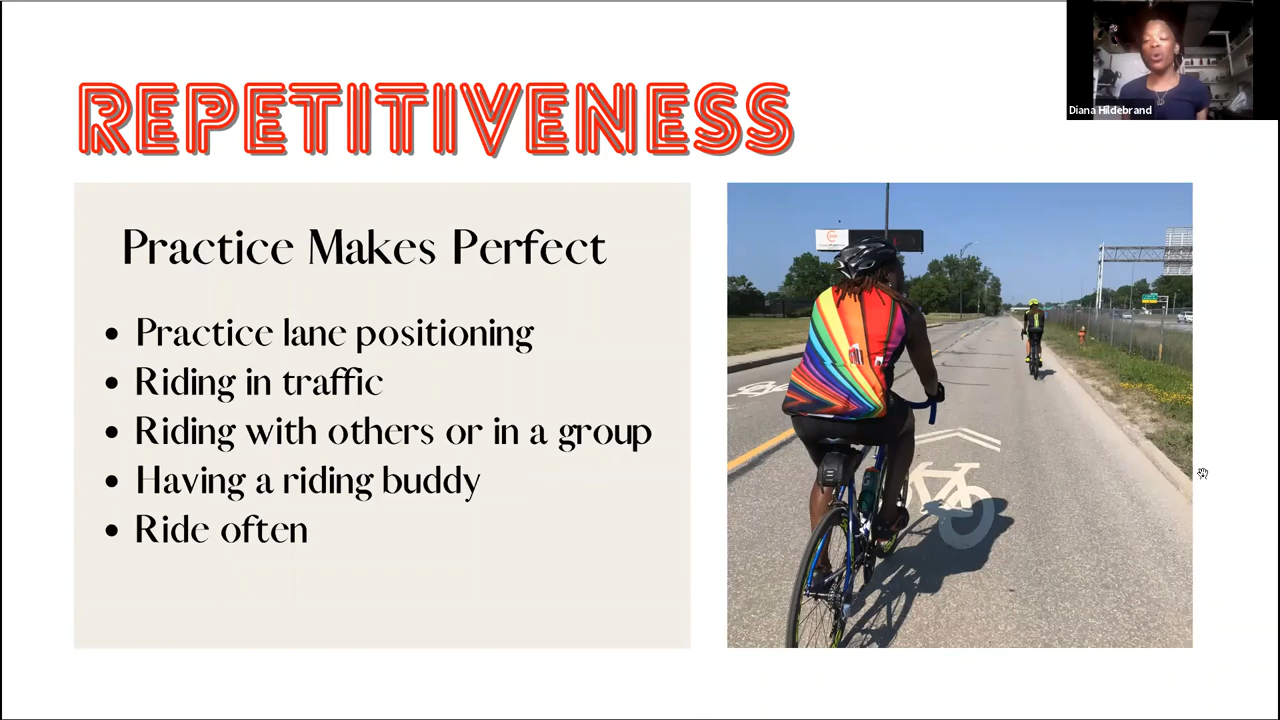 Diana Hildebrand
REPETITIVENESS
Practice Makes Perfect
• Practice lane positioning
• Riding in traffic
• Riding with others or in a group
• Having a riding buddy
• Ride often